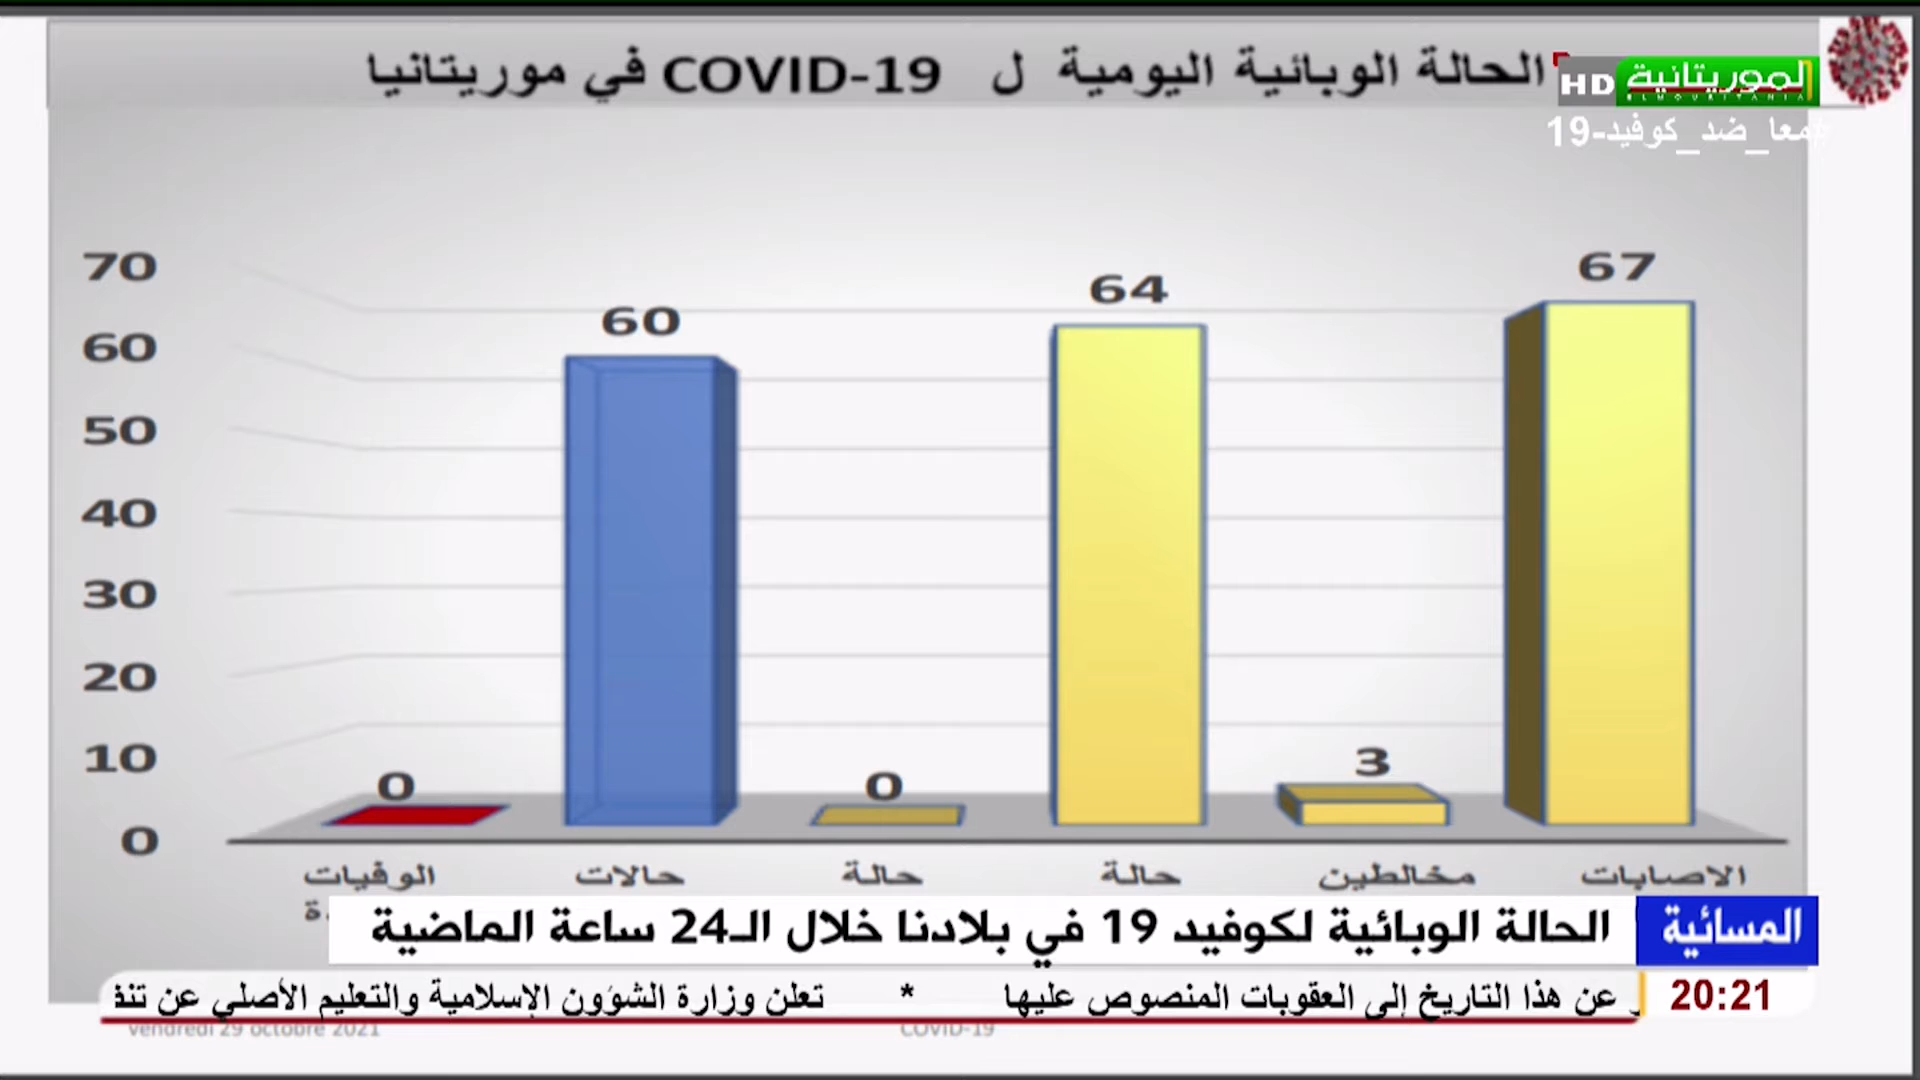 الحالة الوبائية اليومية ل COVID-19 في موريتانيا
HD الموريتانية
ELMOURITANIA
#معا_ضد_كوفيد-19
70
60
50
40
30
20
10
0
0
60
0
64
3
67
الاصابات
مخالطين
حالة
حالة
حالات
الوفيات
المسائية
الحالة الوبائية لكوفيد 19 في بلادنا خلال الـ24 ساعة الماضية
20:21
عن هذا التاريخ إلى العقوبات المنصوص عليها * تعلن وزارة الشؤون الإسلامية والتعليم الأصلي عن
vendredi 29 octobre 2021
COVID-19